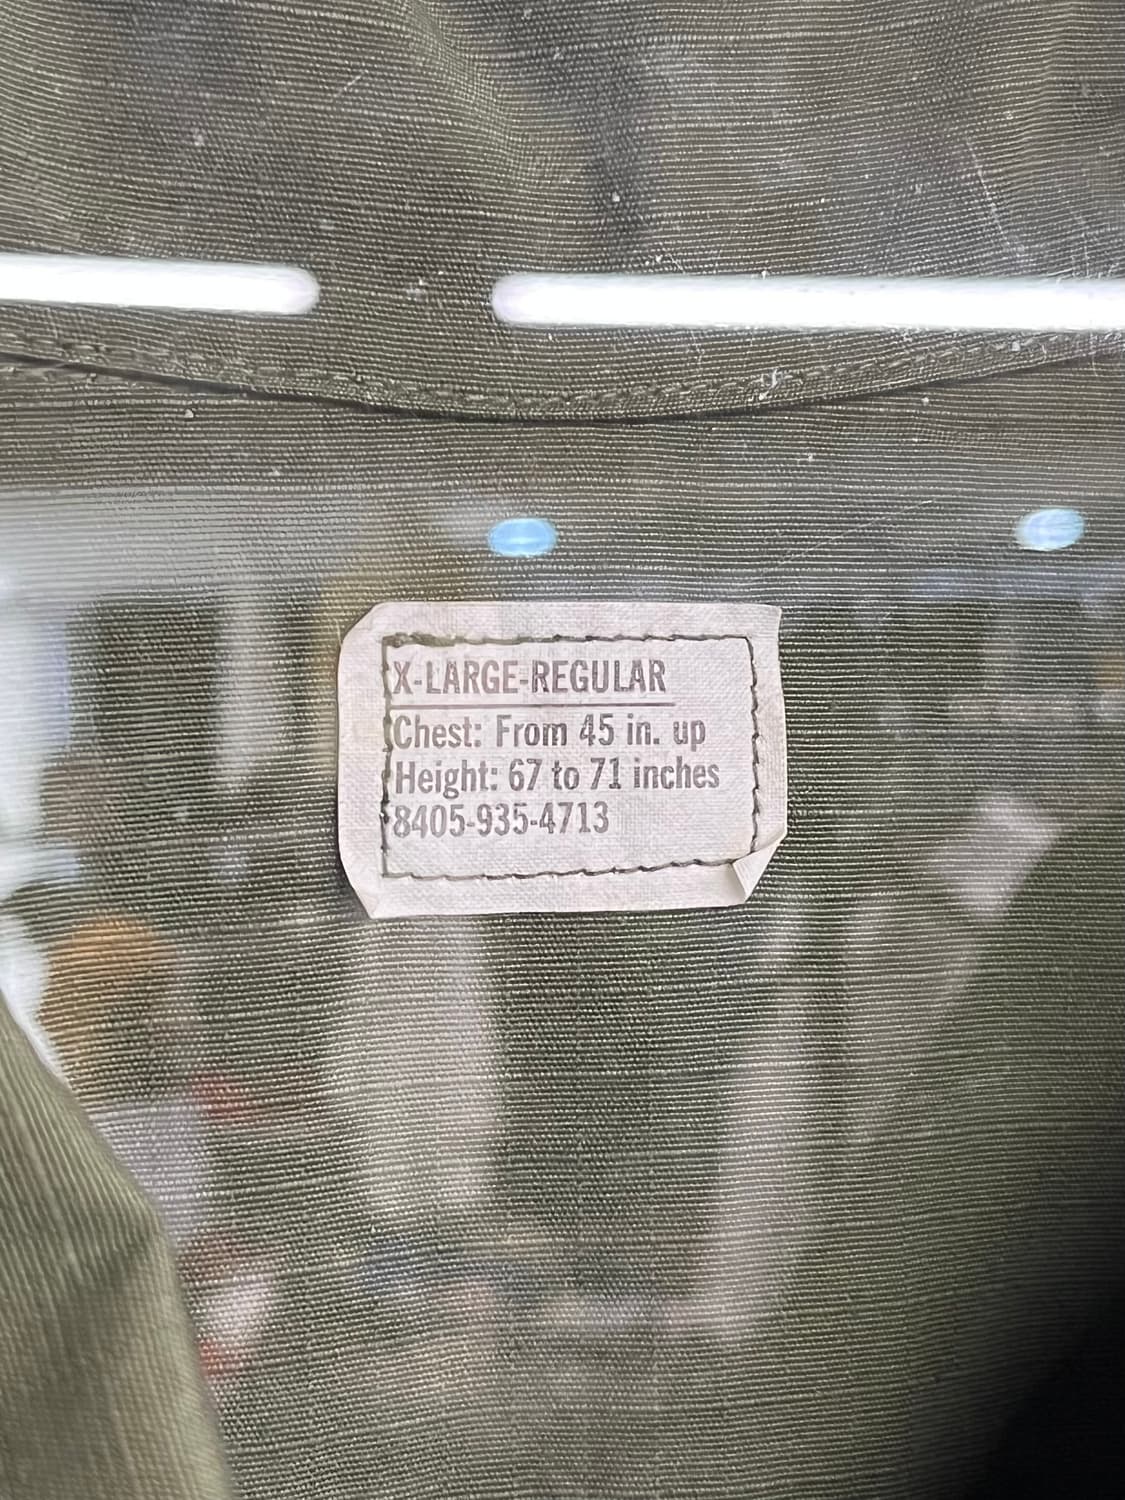 X-LARGE-REGULAR
Chest: From 45 in. up
Height: 67 to 71 inches
8405-935-4713